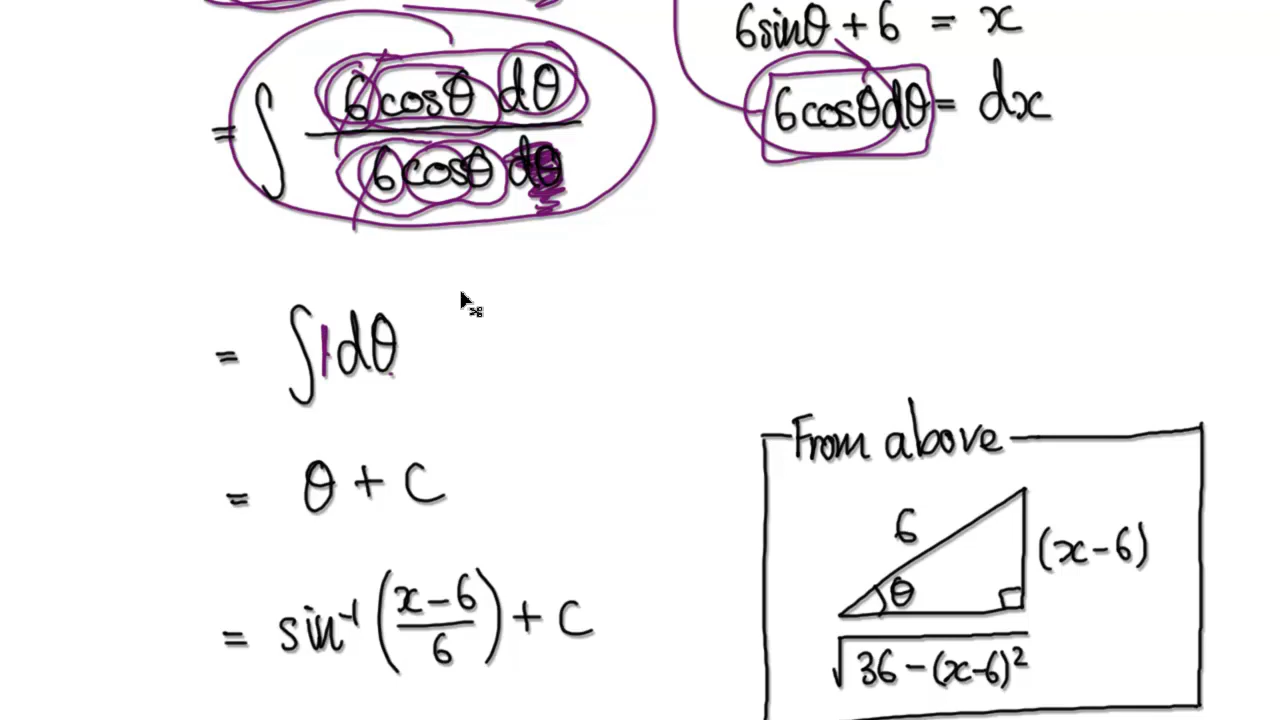 6sinθ + 6 = x
= ∫ 6cosθ dθ / 6cosθ dθ
6cosθdθ = dx
= ∫1dθ
= θ + C
= sin⁻¹((x-6)/6) + C
From above
6
(x-6)
θ
√36-(x-6)²